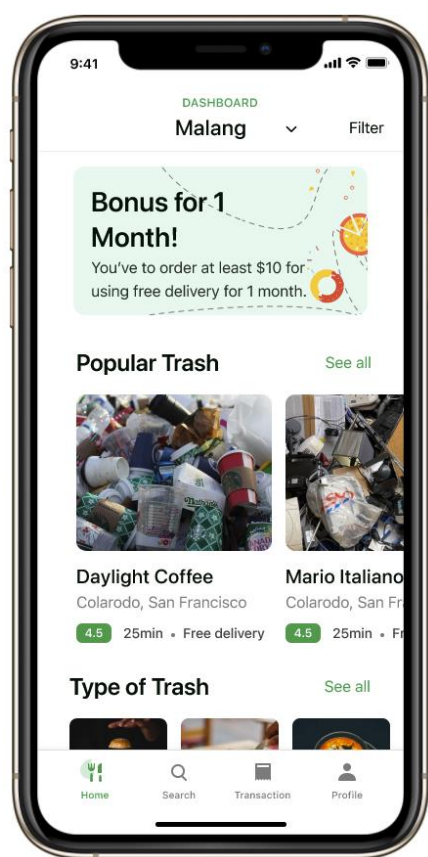 9:41
DASHBOARD
Malang
Filter
Bonus for 1
Month!
You've to order at least $10 for
using free delivery for 1 month.
Popular Trash
See all
Daylight Coffee
Mario Italiano
Colarodo, San Francisco
Colarodo, San Fr
4.5 25min • Free delivery
4.5 25min • Fr
Type of Trash
See all
Home
Search
Transaction
Profile